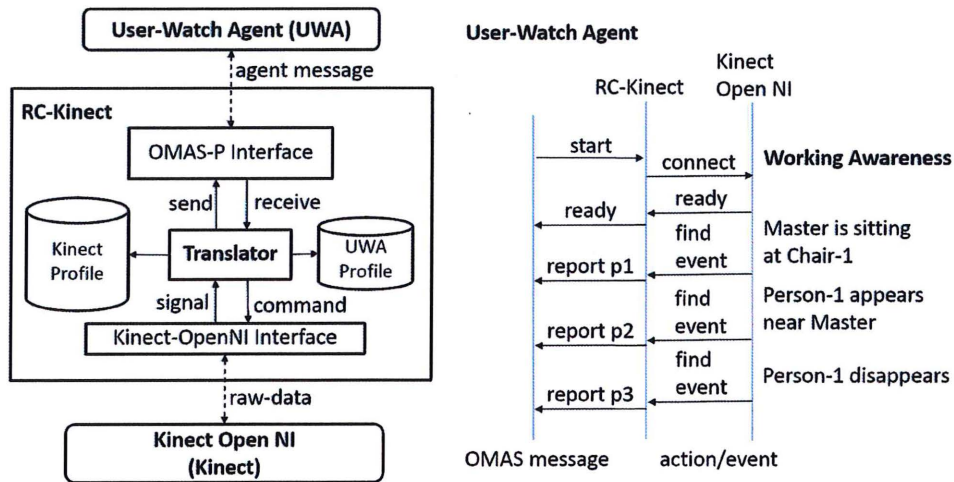 User-Watch Agent (UWA)
agent message
RC-Kinect
OMAS-P Interface
send
receive
Kinect
Profile
Translator
UWA
Profile
signal
command
Kinect-OpenNI Interface
raw-data
Kinect Open NI
(Kinect)
User-Watch Agent
Kinect
Open NI
RC-Kinect
start
connect
Working Awareness
ready
ready
find
event
Master is sitting
at Chair-1
report p1
find
event
Person-1 appears
near Master
report p2
find
event
Person-1 disappears
report p3
OMAS message
action/event